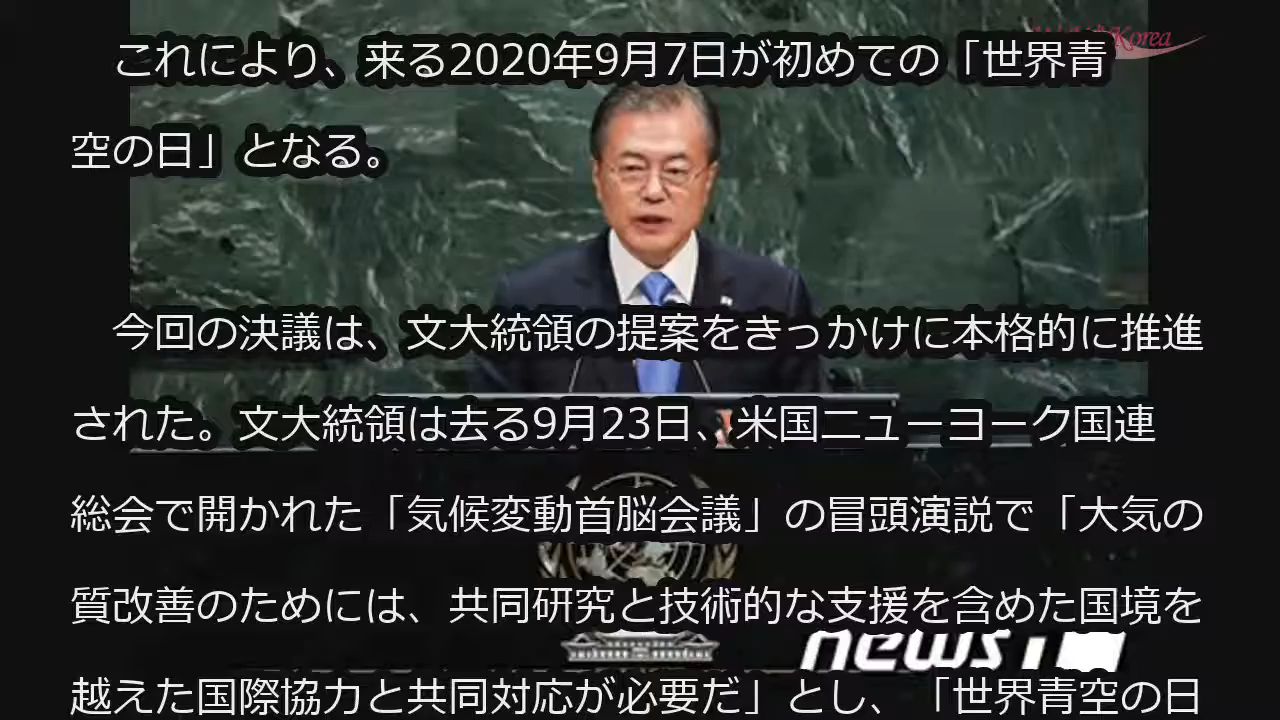 Korea
これにより、来る2020年9月7日が初めての「世界青
空の日」となる。
今回の決議は、文大統領の提案をきっかけに本格的に推進
された。文大統領は去る9月23日、米国ニューヨーク国連
総会で開かれた「気候変動首脳会議」の冒頭演説で「大気の
質改善のためには、共同研究と技術的な支援を含めた国境を
news1
越えた国際協力と共同対応が必要だ」とし、「世界青空の日